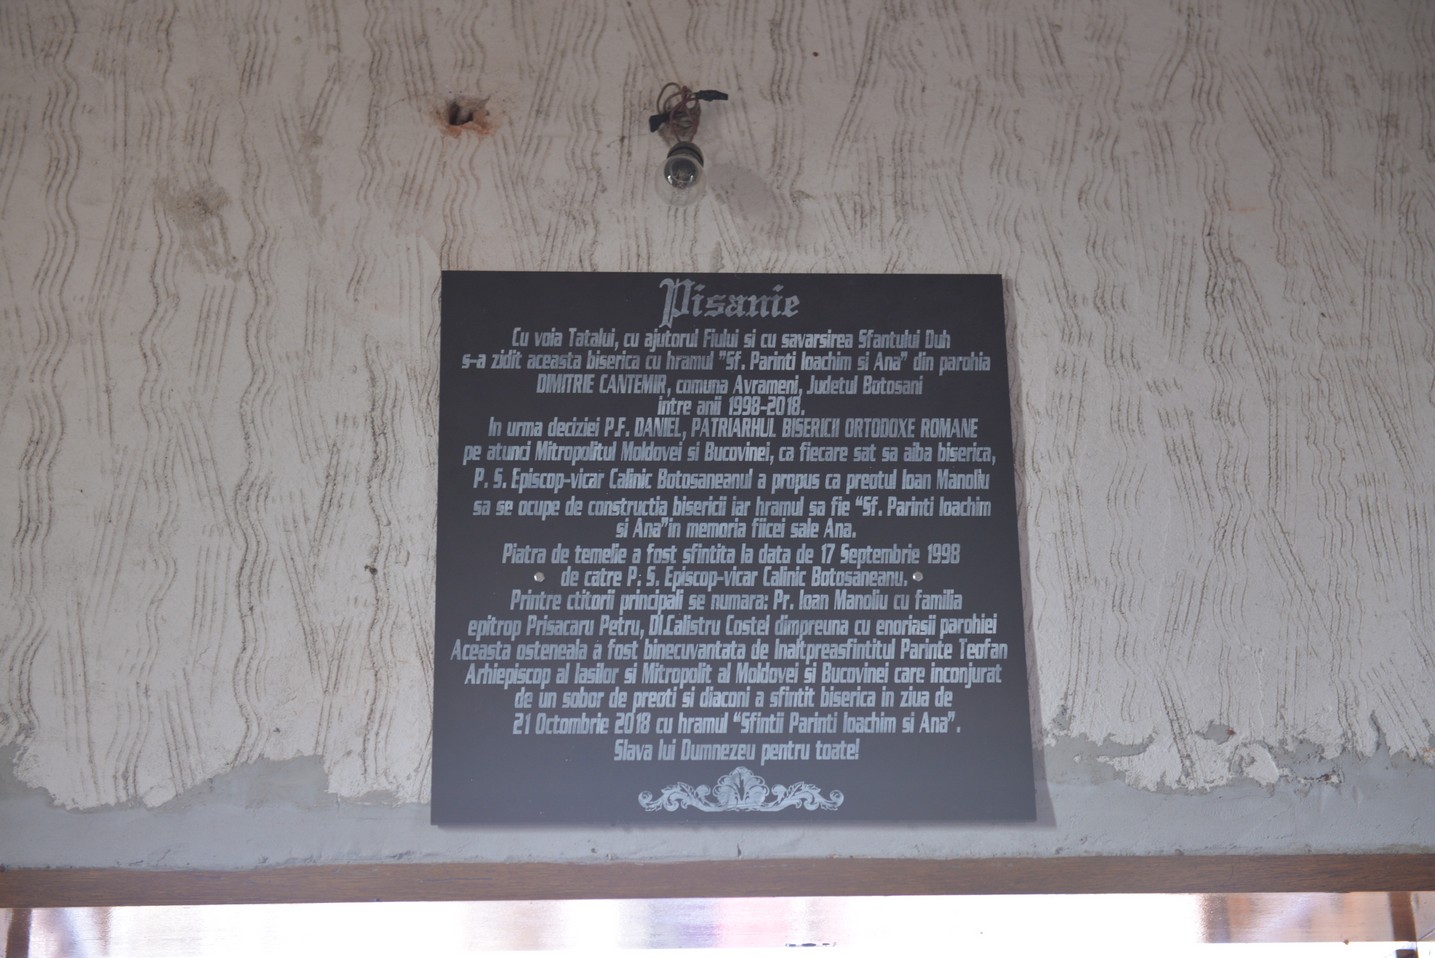 Pisanie
Cu voia Tatalui, cu ajutorul Fiului si cu savarsirea Sfantului Duh
s-a zidit aceasta biserica cu hramul "Sf. Parinti Ioachim si Ana" din parohia
DIMITRIE CANTEMIR, comuna Avrameni, Judetul Botosani
intre anii 1998-2018.
In urma deciziei P.F. DANIEL, PATRIARHUL BISERICII ORTODOXE ROMANE
pe atunci Mitropolitul Moldovei si Bucovinei, ca fiecare sat sa aiba biserica,
P. S. Episcop-vicar Calinic Botosaneanul a propus ca preotul Ioan Manoliu
sa se ocupe de constructia bisericii iar hramul sa fie “Sf. Parinti Ioachim
si Ana”in memoria fiicei sale Ana.
Piatra de temelie a fost sfintita la data de 17 Septembrie 1998
de catre P. S. Episcop-vicar Calinic Botosaneanu.
Printre ctitorii principali se numara: Pr. Ioan Manoliu cu familia
epitrop Prisacaru Petru, Dl.Calistru Costel dimpreuna cu enoriasii parohiei
Aceasta osteneala a fost binecuvantata de Inaltpreasfintitul Parinte Teofan
Arhiepiscop al Iasilor si Mitropolit al Moldovei si Bucovinei care inconjurat
de un sobor de preoti si diaconi a sfintit biserica in ziua de
21 Octombrie 2018 cu hramul “Sfintii Parinti Ioachim si Ana”.
Slava lui Dumnezeu pentru toate!